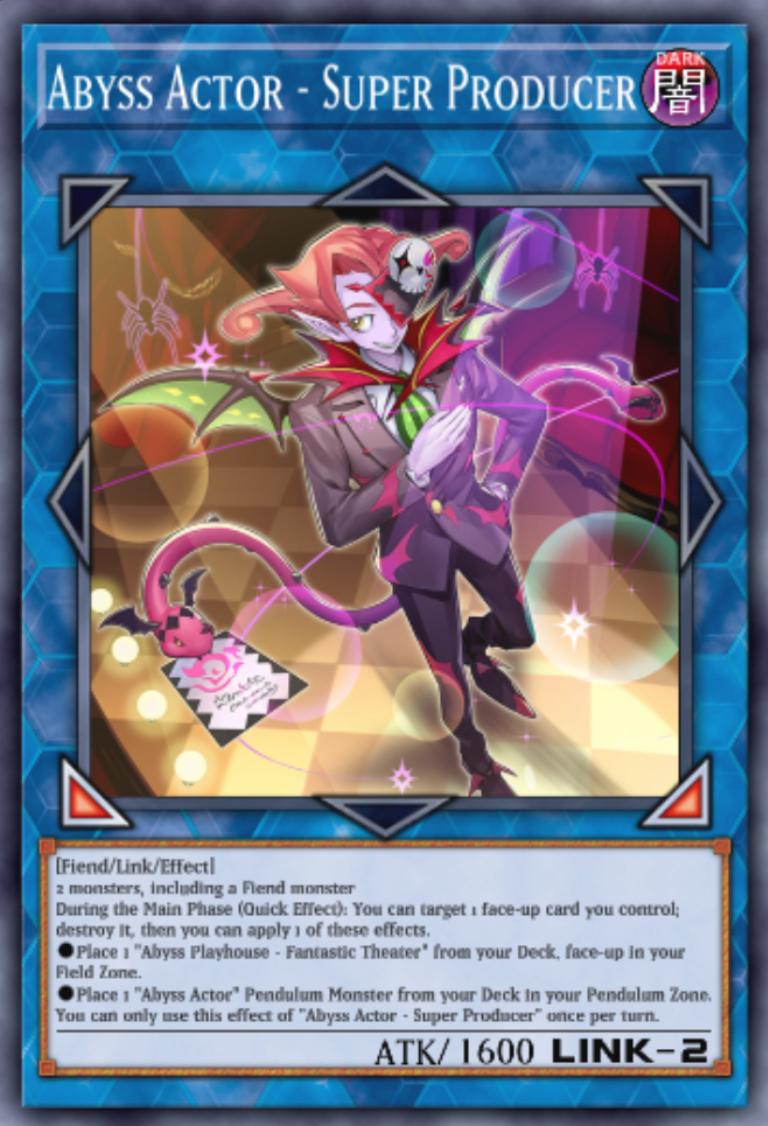 ABYSS ACTOR - SUPER PRODUCER
DARK
闇
[Fiend/Link/Effect]
2 monsters, including a Fiend monster
During the Main Phase (Quick Effect): You can target 1 face-up card you control;
destroy it, then you can apply 1 of these effects.
●Place 1 "Abyss Playhouse - Fantastic Theater" from your Deck, face-up in your
Field Zone.
●Place 1 "Abyss Actor" Pendulum Monster from your Deck in your Pendulum Zone.
You can only use this effect of "Abyss Actor - Super Producer" once per turn.
ATK/ 1600 LINK-2